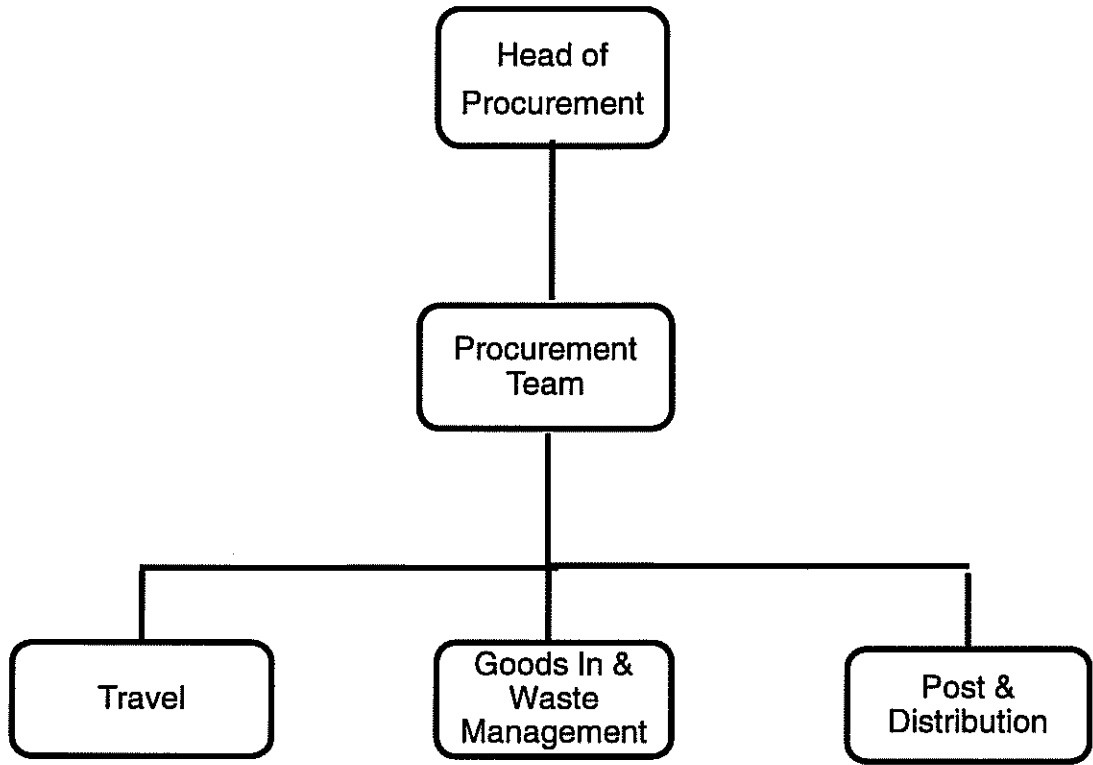 Head of
Procurement
Procurement
Team
Travel
Goods In &
Waste
Management
Post &
Distribution